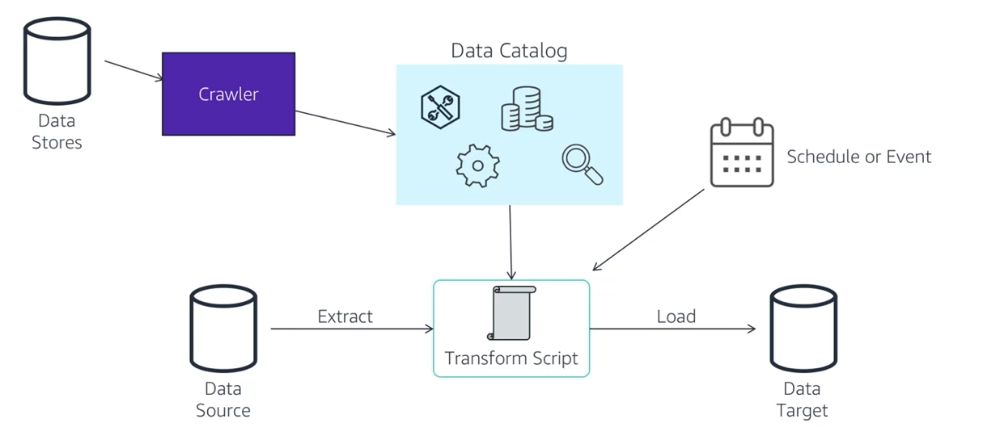 Data Catalog
Crawler
Data
Stores
Schedule or Event
Extract
Load
Transform Script
Data
Source
Data
Target